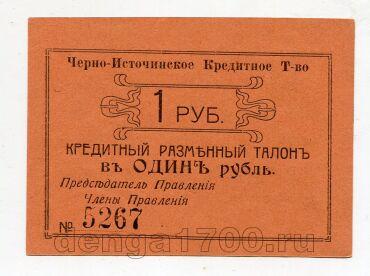 Черно-Источинское Кредитное Т-во
1 РУБ.
КРЕДИТНЫЙ РАЗМѢННЫЙ ТАЛОНЪ
въ ОДИНЪ рубль.
Предсѣдатель Правленія
Члены Правленія
№ 5267
denga1700.ru